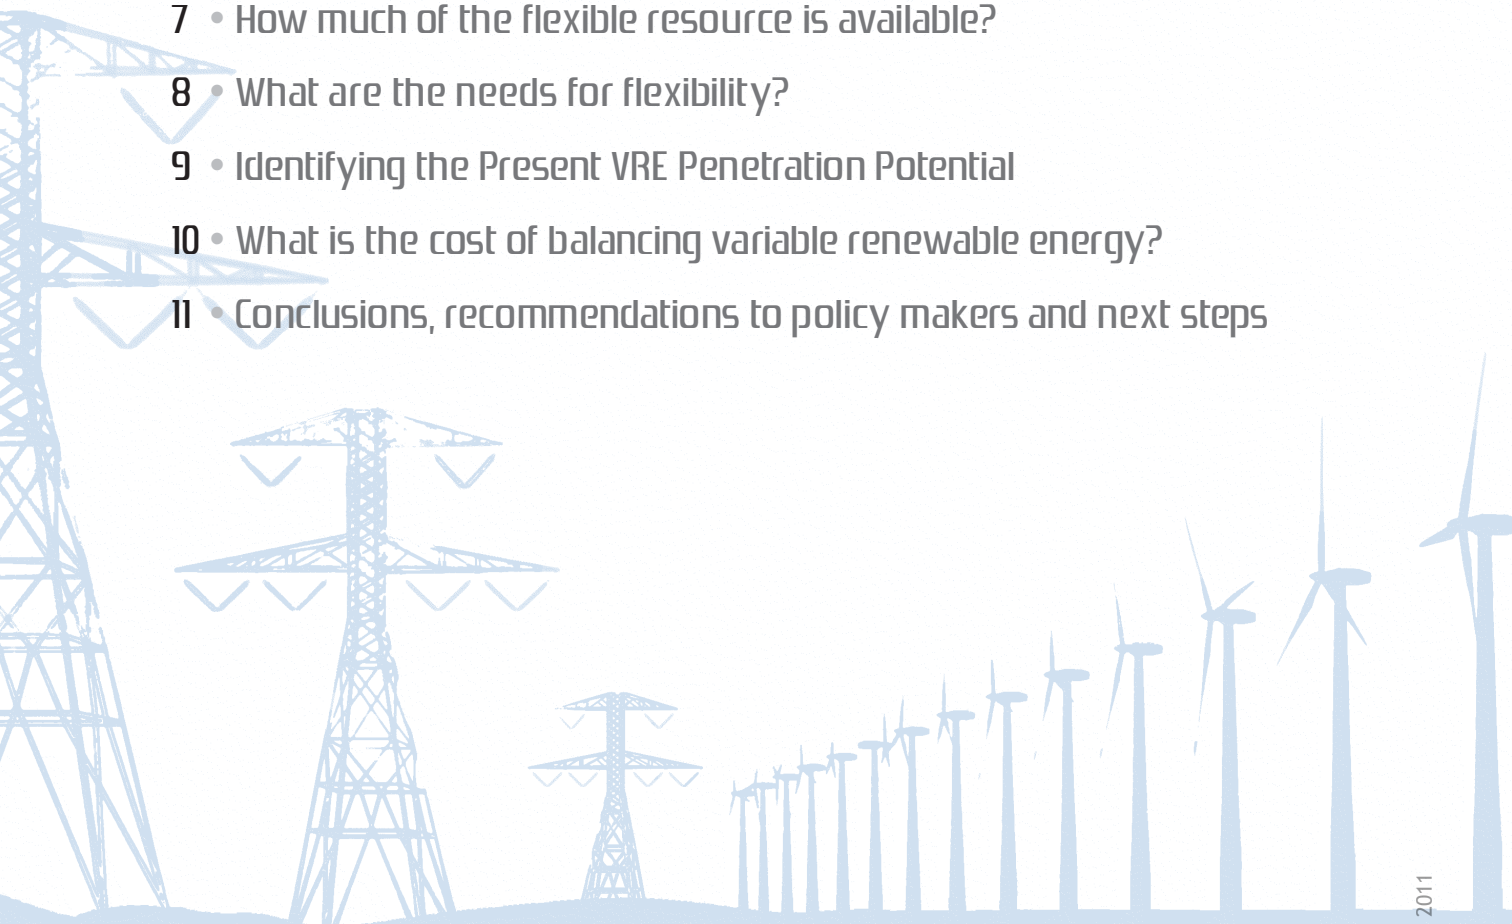 7 • How much of the flexible resource is available?
8 • What are the needs for flexibility?
9 • Identifying the Present VRE Penetration Potential
10 • What is the cost of balancing variable renewable energy?
11 • Conclusions, recommendations to policy makers and next steps
2011